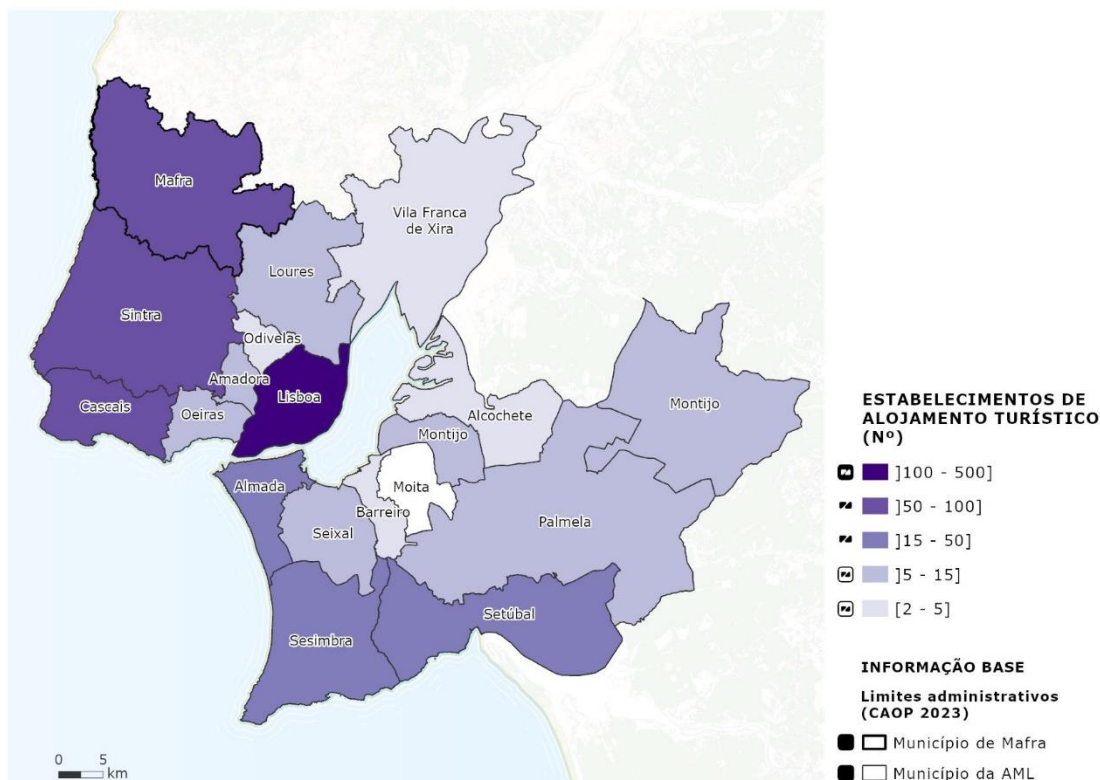 Mafra
Vila Franca
de Xira
Loures
Sintra
Odivelas
Amadora
Lisboa
Cascais
Oeiras
Alcochete
Montijo
Montijo
Almada
Moita
Barreiro
Seixal
Palmela
Setúbal
Sesimbra
0 5
km
ESTABELECIMENTOS DE
ALOJAMENTO TURÍSTICO
(Nº)
]100 - 500]
]50 - 100]
]15 - 50]
]5 - 15]
[2 - 5]
INFORMAÇÃO BASE
Limites administrativos
(CAOP 2023)
Município de Mafra
Município da AML